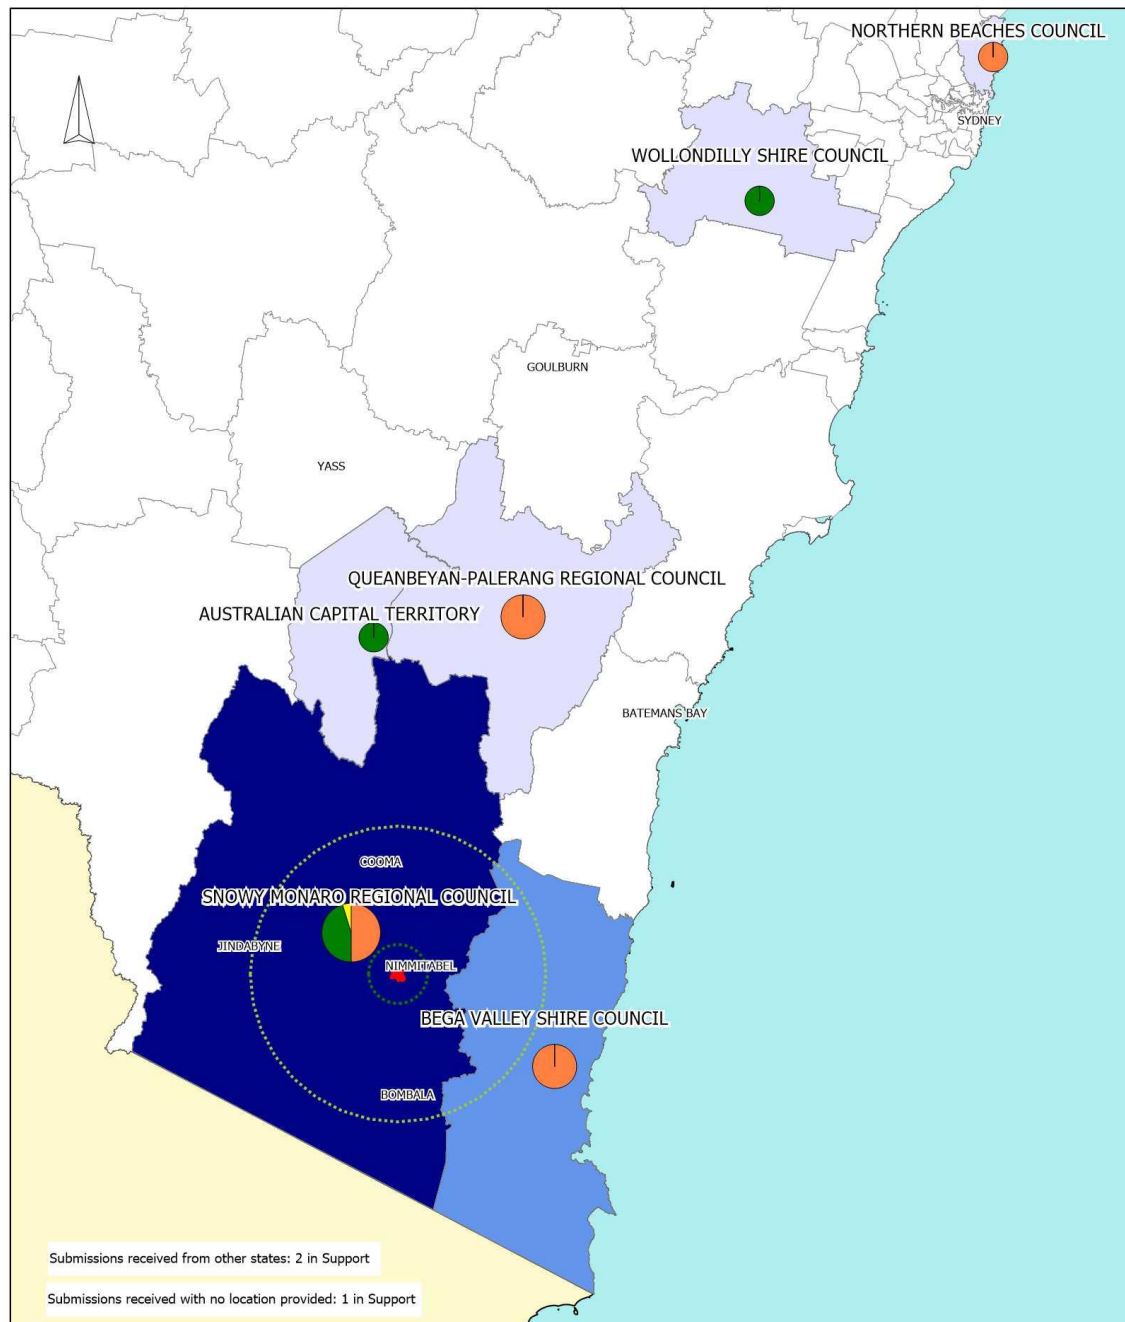 NORTHERN BEACHES COUNCIL
SYDNEY
WOLLONDILLY SHIRE COUNCIL
GOULBURN
YASS
QUEANBEYAN-PALERANG REGIONAL COUNCIL
AUSTRALIAN CAPITAL TERRITORY
BATEMANS BAY
COOMA
SNOWY MONARO REGIONAL COUNCIL
JINDABYNE
NIMMITABEL
BEGA VALLEY SHIRE COUNCIL
BOMBALA
Submissions received from other states: 2 in Support
Submissions received with no location provided: 1 in Support